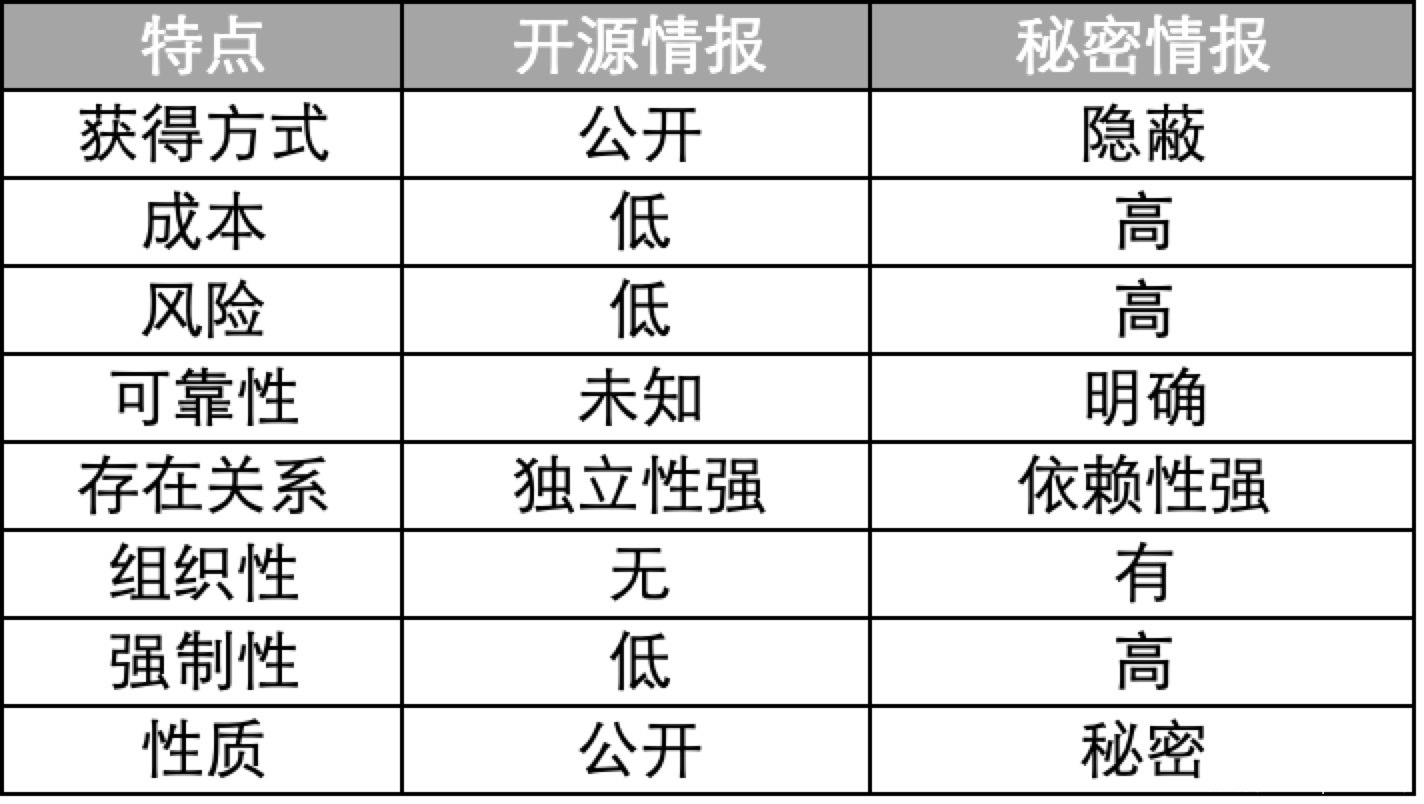 特点 开源情报 秘密情报
获得方式 公开 隐蔽
成本 低 高
风险 低 高
可靠性 未知 明确
存在关系 独立性强 依赖性强
组织性 无 有
强制性 低 高
性质 公开 秘密